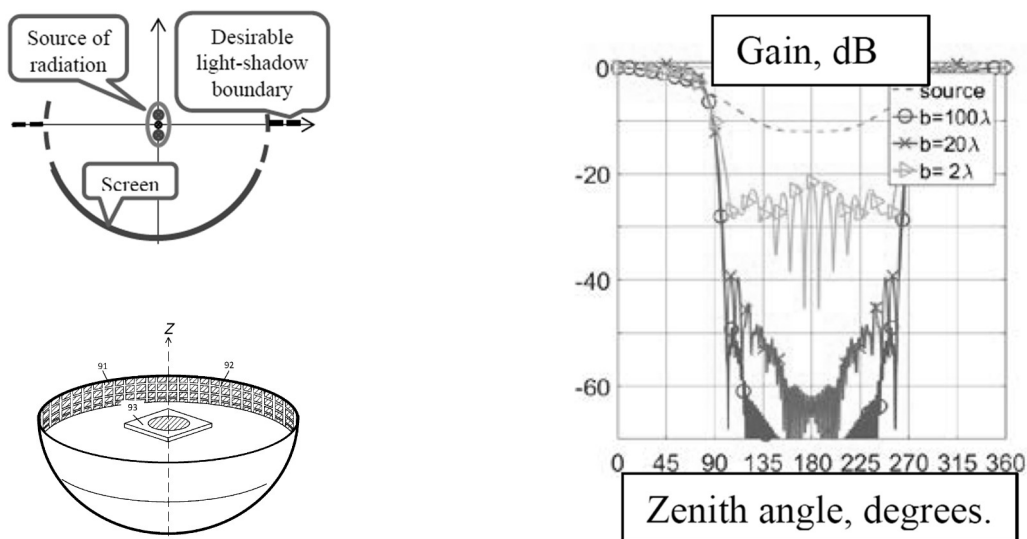 Source of
radiation
Desirable
light-shadow
boundary
Screen
Z
91
92
93
Gain, dB
0
-20
-40
-60
source
b=100λ
b=20λ
b= 2λ
0 45 90 135 180 225 270 315 360
Zenith angle, degrees.